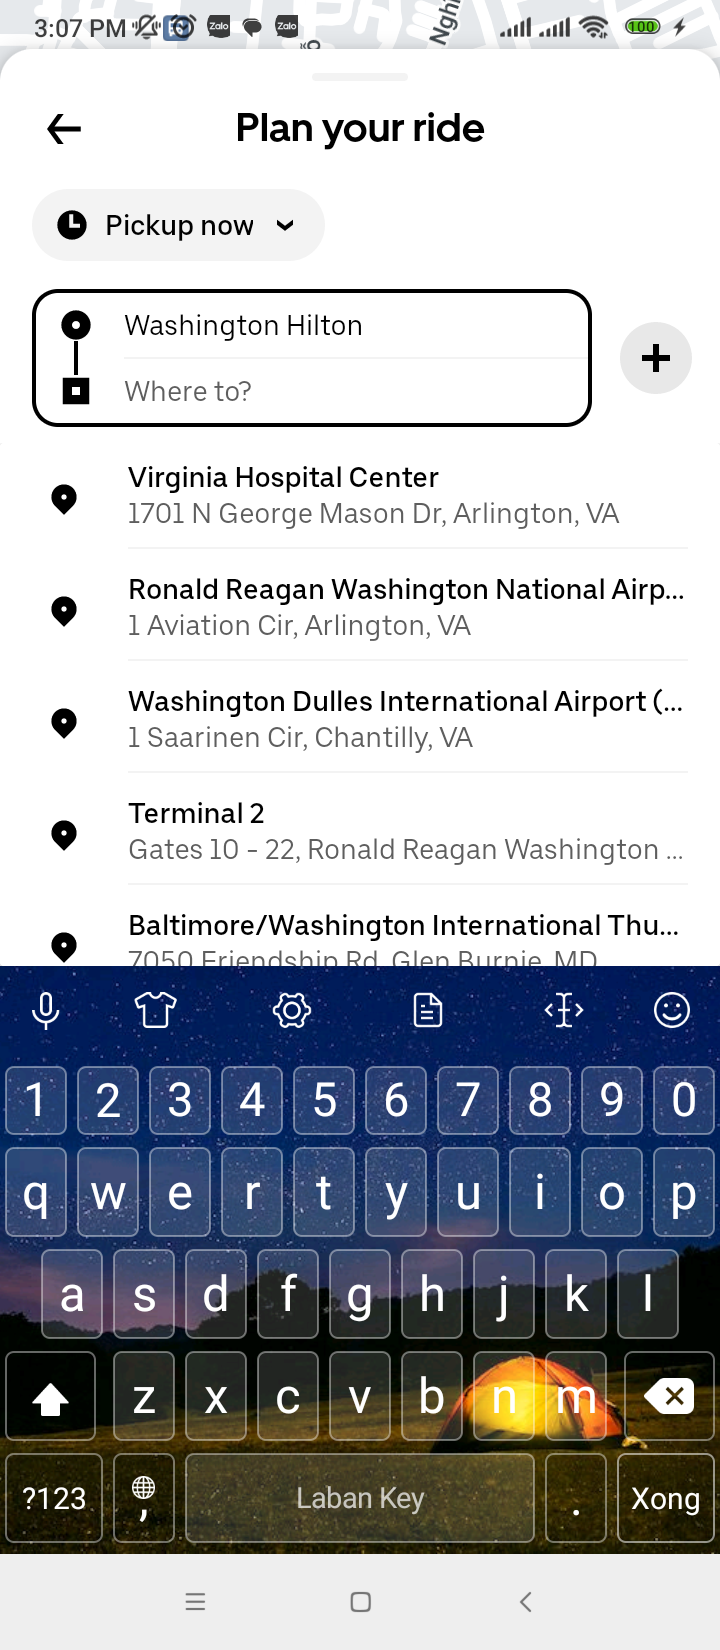 Nghi
3:07 PM
Zalo
Zalo
100
Plan your ride
Pickup now
Washington Hilton
Where to?
Virginia Hospital Center
1701 N George Mason Dr, Arlington, VA
Ronald Reagan Washington National Airp...
1 Aviation Cir, Arlington, VA
Washington Dulles International Airport (...
1 Saarinen Cir, Chantilly, VA
Terminal 2
Gates 10 - 22, Ronald Reagan Washington ...
Baltimore/Washington International Thu...
7050 Friendship Rd, Glen Burnie, MD
1 2 3 4 5 6 7 8 9 0
q w e r t y u i o p
a s d f g h j k l
z x c v b n m
?123 , Laban Key . Xong